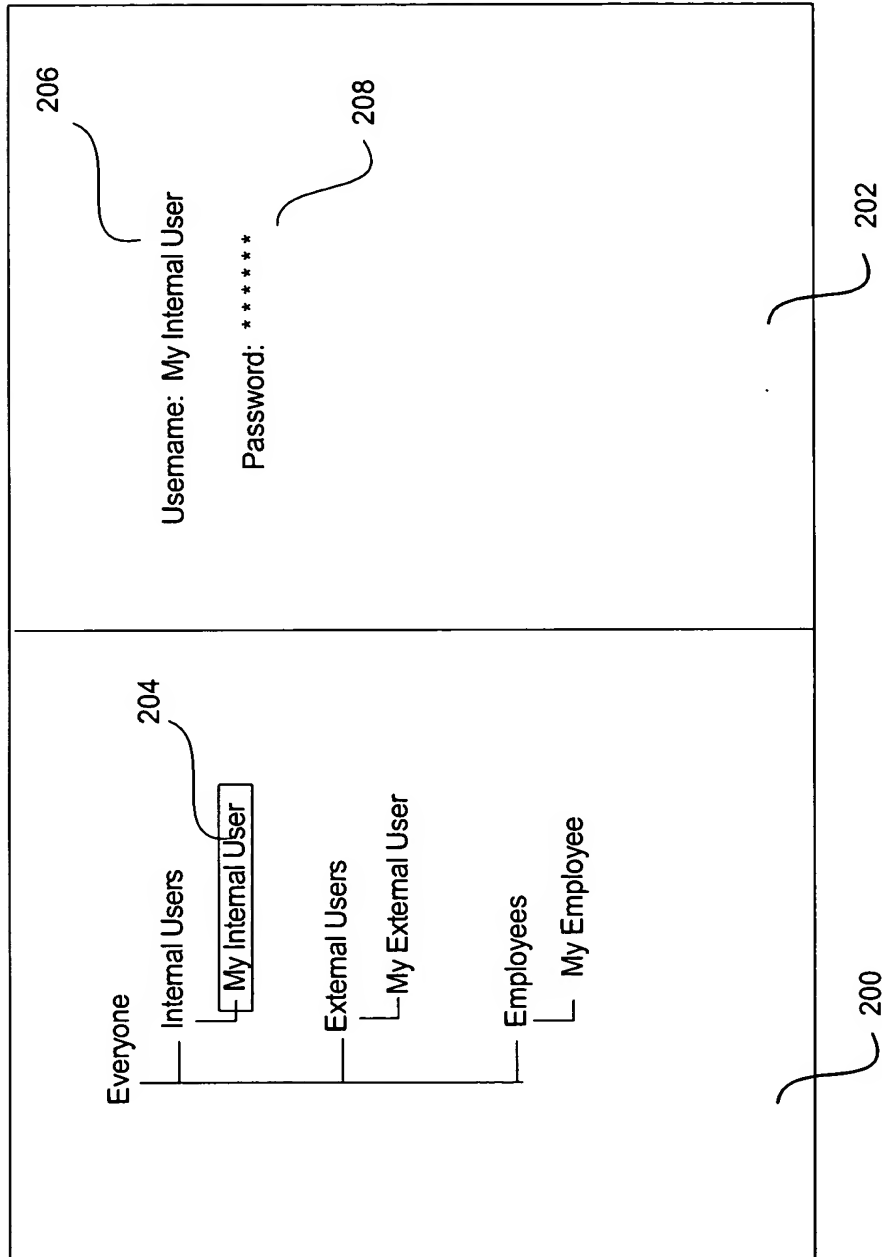 Everyone
Internal Users
My Internal User
204
External Users
My External User
Employees
My Employee
200
206
Username: My Internal User
Password: *******
208
202